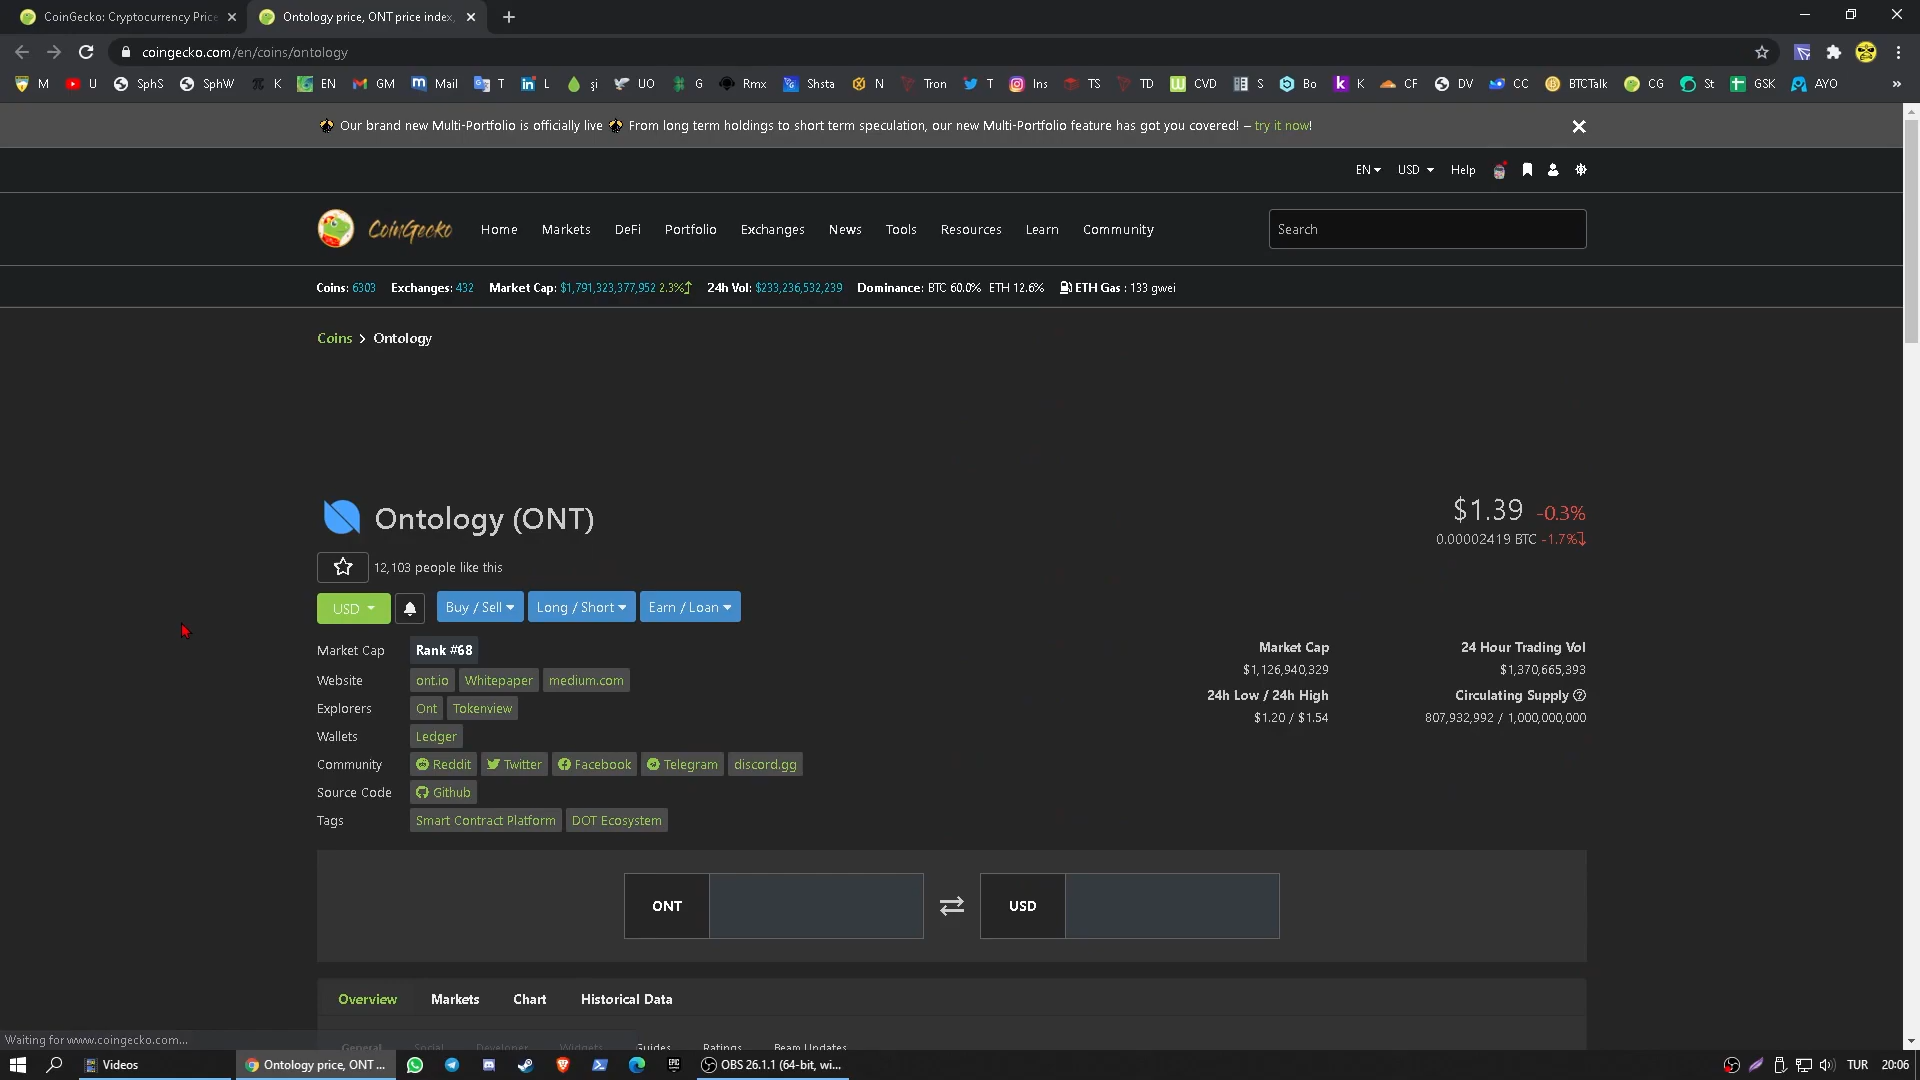 CoinGecko: Cryptocurrency Price
Ontology price, ONT price index,
coingecko.com/en/coins/ontology
M U SphS SphW K EN GM Mail T L şi UO G Rmx Shsta N Tron T Ins TS TD CVD S Bo K CF DV CC BTCTalk CG St GSK AYO »
Our brand new Multi-Portfolio is officially live From long term holdings to short term speculation, our new Multi-Portfolio feature has got you covered! – try it now!
EN USD Help
CoinGecko Home Markets DeFi Portfolio Exchanges News Tools Resources Learn Community Search
Coins: 6303 Exchanges: 432 Market Cap: $1,791,323,377,952 2.3% 24h Vol: $233,236,532,239 Dominance: BTC 60.0% ETH 12.6% ETH Gas : 133 gwei
Coins > Ontology
Ontology (ONT)
$1.39 -0.3%
0.00002419 BTC -1.7%
12,103 people like this
USD Buy / Sell Long / Short Earn / Loan
Market Cap Rank #68
Website ont.io Whitepaper medium.com
Explorers Ont Tokenview
Wallets Ledger
Community Reddit Twitter Facebook Telegram discord.gg
Source Code Github
Tags Smart Contract Platform DOT Ecosystem
Market Cap 24 Hour Trading Vol
$1,126,940,329 $1,370,665,393
24h Low / 24h High Circulating Supply
$1.20 / $1.54 807,932,992 / 1,000,000,000
ONT USD
Overview Markets Chart Historical Data
General Social Developer Widgets Guides Ratings Beam Updates
Waiting for www.coingecko.com...
Videos Ontology price, ONT ... EPIC OBS 26.1.1 (64-bit, wi... TUR 20:06